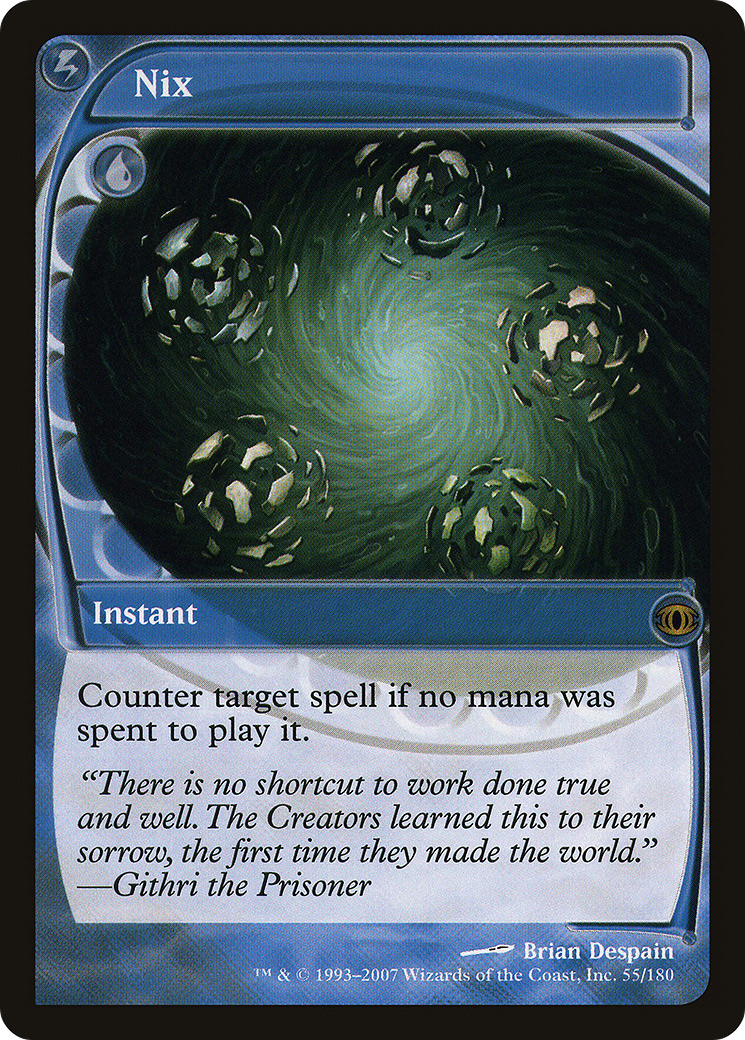 Nix
Instant
Counter target spell if no mana was
spent to play it.
“There is no shortcut to work done true
and well. The Creators learned this to their
sorrow, the first time they made the world.”
—Githri the Prisoner
Brian Despain
™ & © 1993–2007 Wizards of the Coast, Inc. 55/180